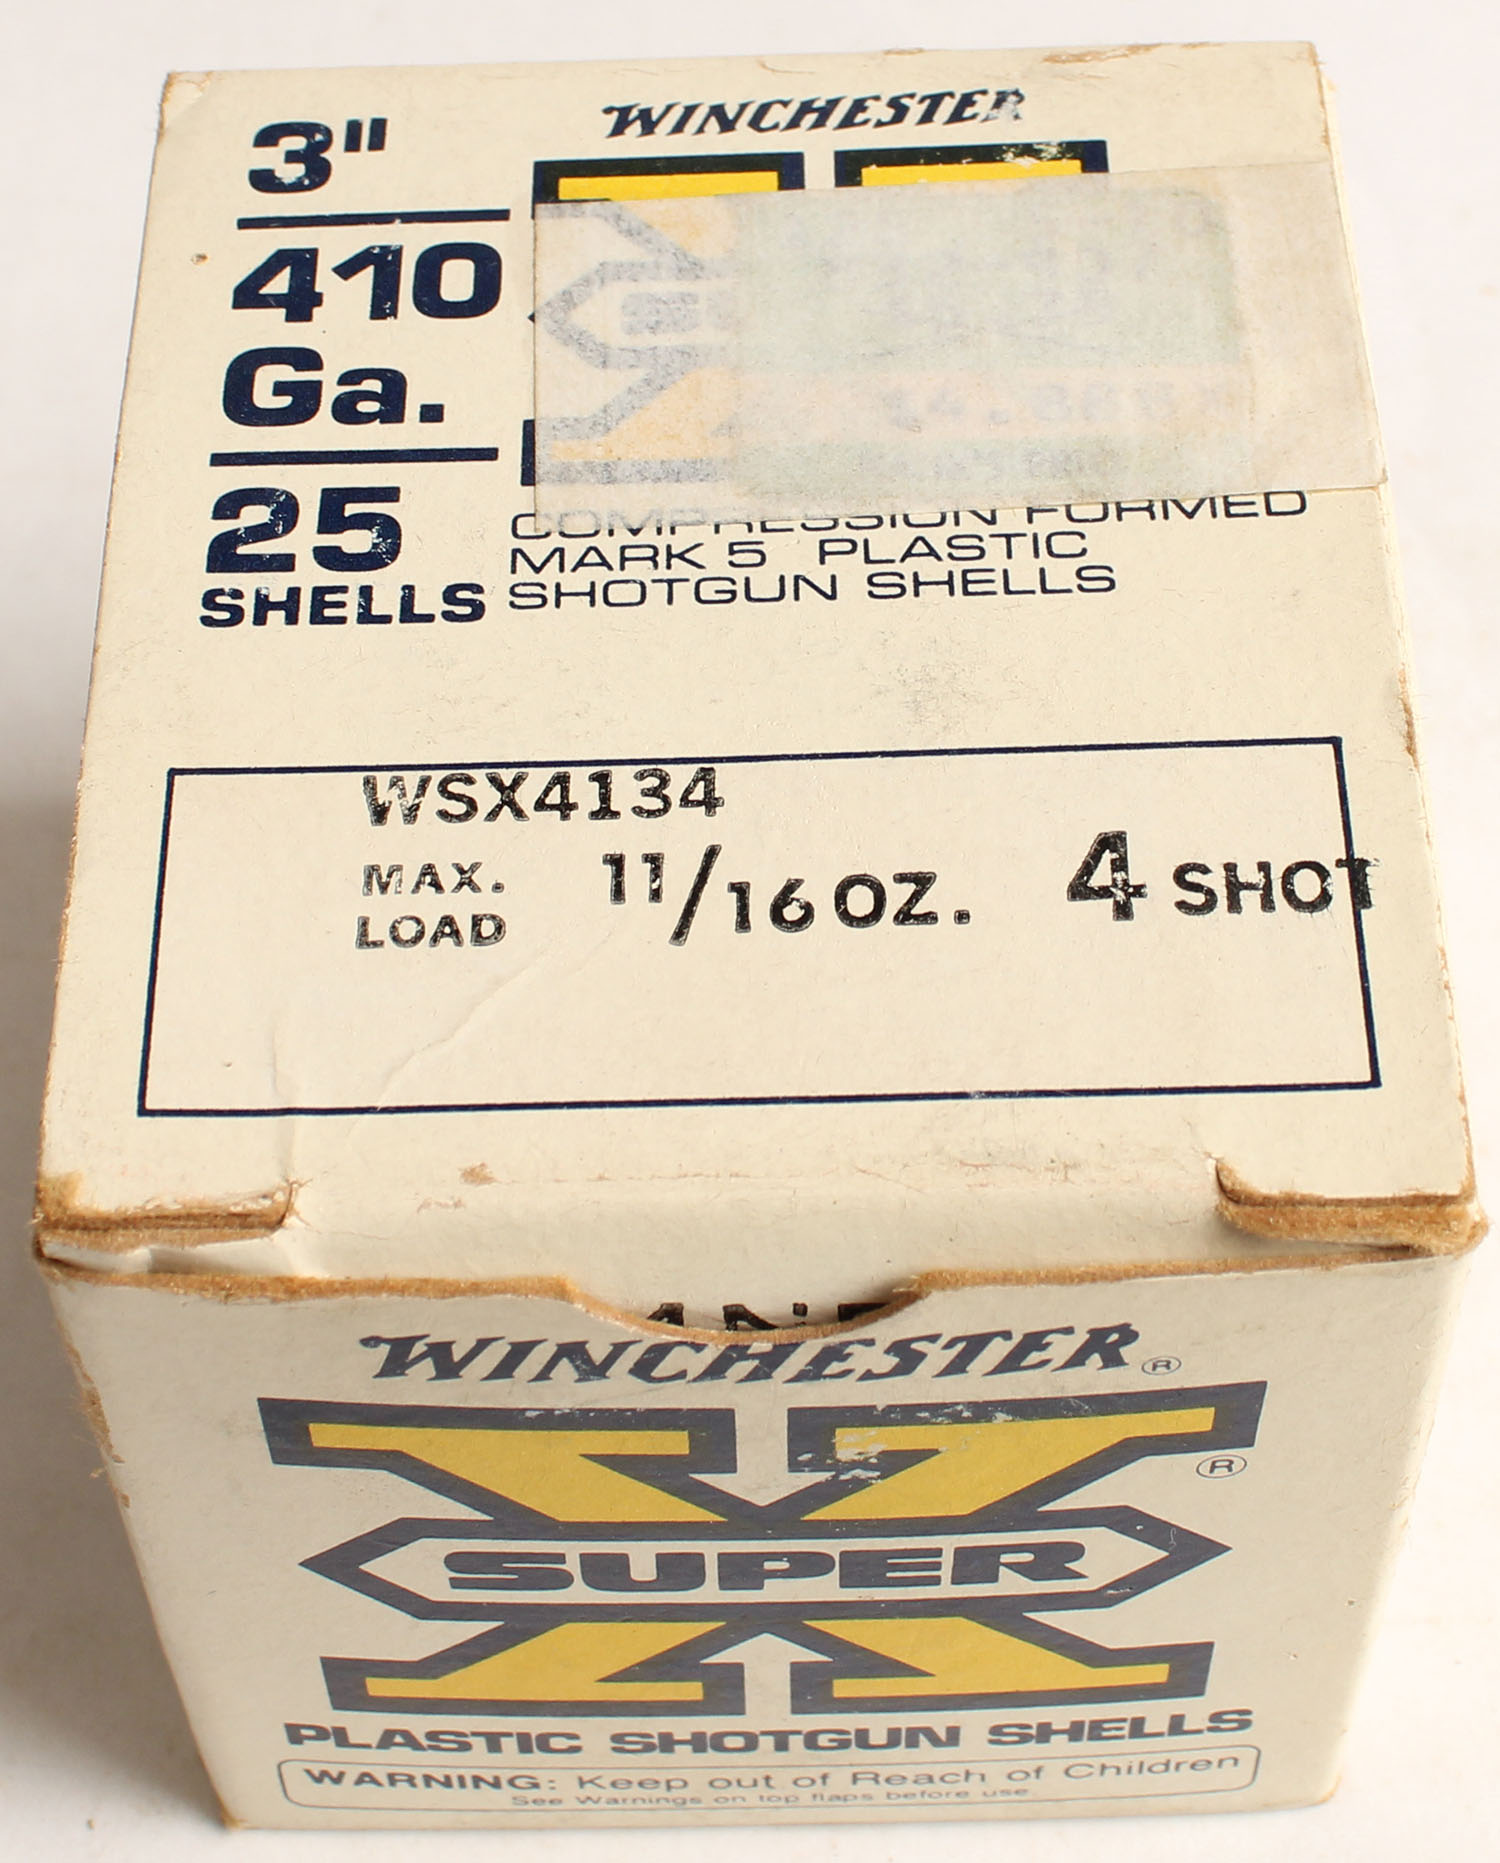 WINCHESTER
3"
410
Ga.
25
SHELLS
COMPRESSION FORMED
MARK 5 PLASTIC
SHOTGUN SHELLS
WSX4134
MAX.
LOAD
11/16 OZ.
4 SHOT
WINCHESTER®
X®
SUPER
PLASTIC SHOTGUN SHELLS
WARNING: Keep out of Reach of Children
See Warnings on top flaps before use